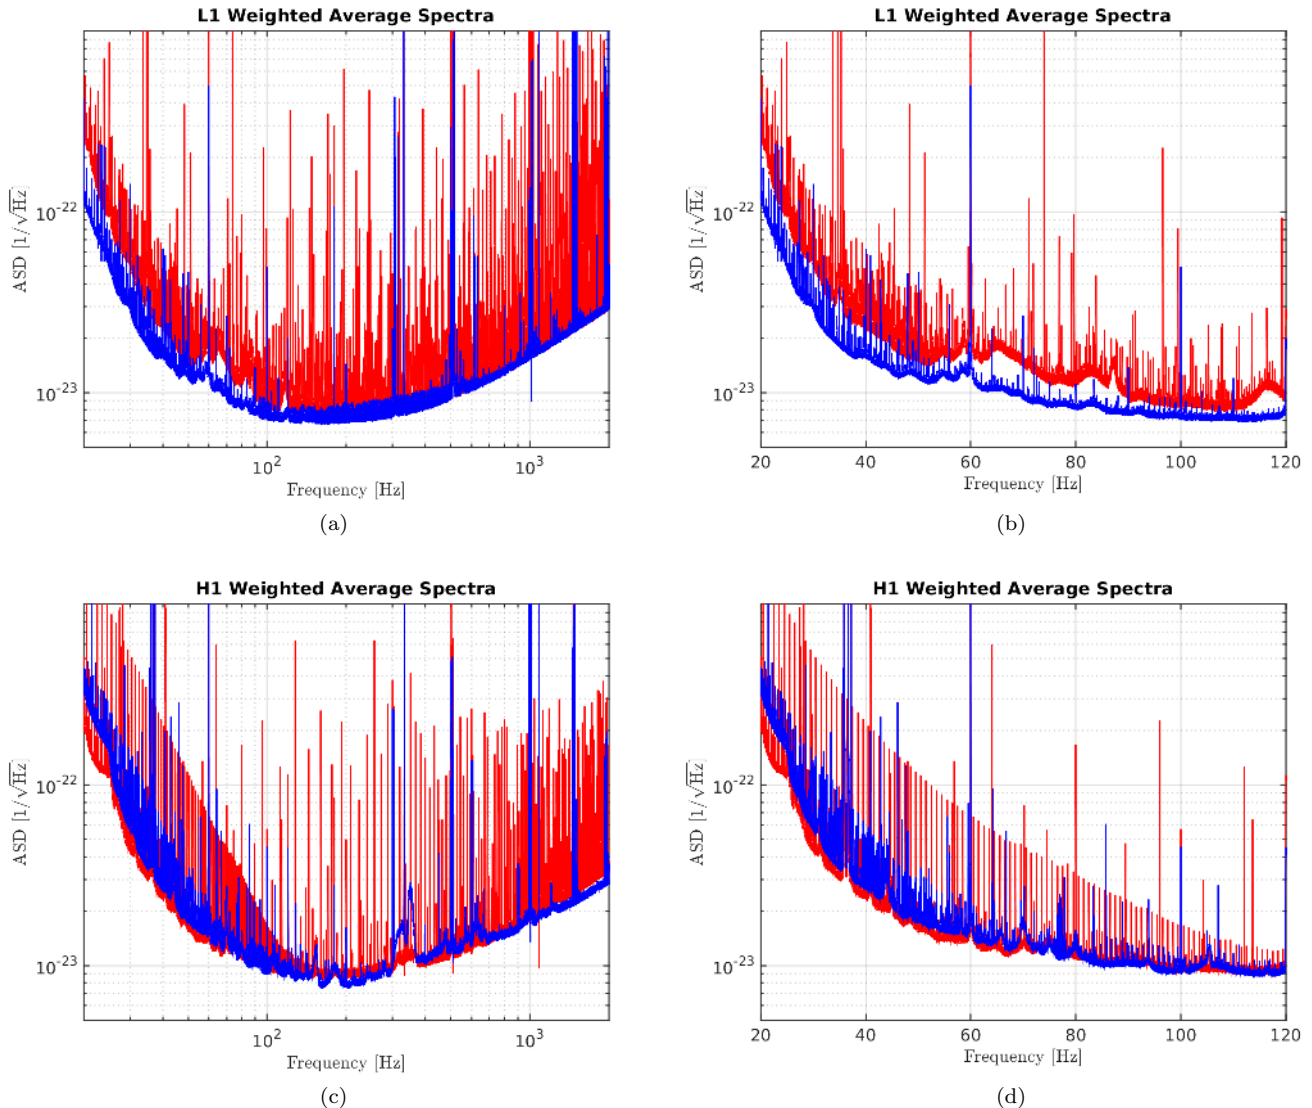 L1 Weighted Average Spectra
ASD [1/√Hz]
10^-22
10^-23
10^2
10^3
Frequency [Hz]
(a)
L1 Weighted Average Spectra
ASD [1/√Hz]
10^-22
10^-23
20 40 60 80 100 120
Frequency [Hz]
(b)
H1 Weighted Average Spectra
ASD [1/√Hz]
10^-22
10^-23
10^2
10^3
Frequency [Hz]
(c)
H1 Weighted Average Spectra
ASD [1/√Hz]
10^-22
10^-23
20 40 60 80 100 120
Frequency [Hz]
(d)